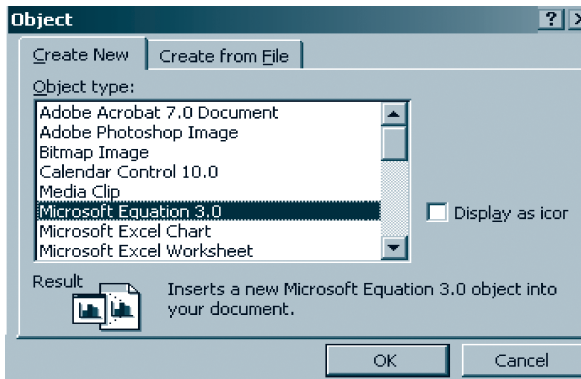 Object
Create New
Create from File
Object type:
Adobe Acrobat 7.0 Document
Adobe Photoshop Image
Bitmap Image
Calendar Control 10.0
Media Clip
Microsoft Equation 3.0
Microsoft Excel Chart
Microsoft Excel Worksheet
Display as icor
Result
Inserts a new Microsoft Equation 3.0 object into
your document.
OK
Cancel